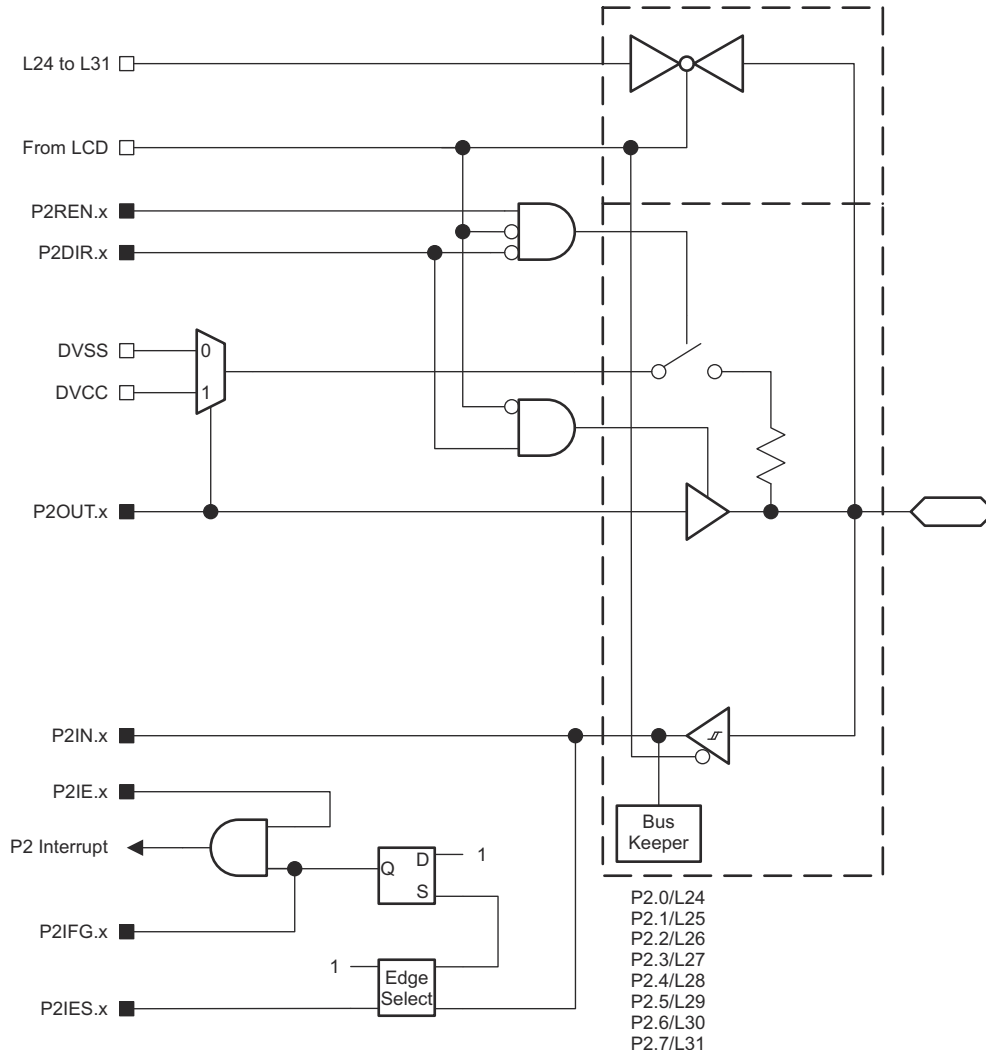 L24 to L31
From LCD
P2REN.x
P2DIR.x
DVSS
0
DVCC
1
P2OUT.x
P2IN.x
P2IE.x
Bus
Keeper
P2 Interrupt
Q
D
1
S
P2IFG.x
1
Edge
Select
P2IES.x
P2.0/L24
P2.1/L25
P2.2/L26
P2.3/L27
P2.4/L28
P2.5/L29
P2.6/L30
P2.7/L31